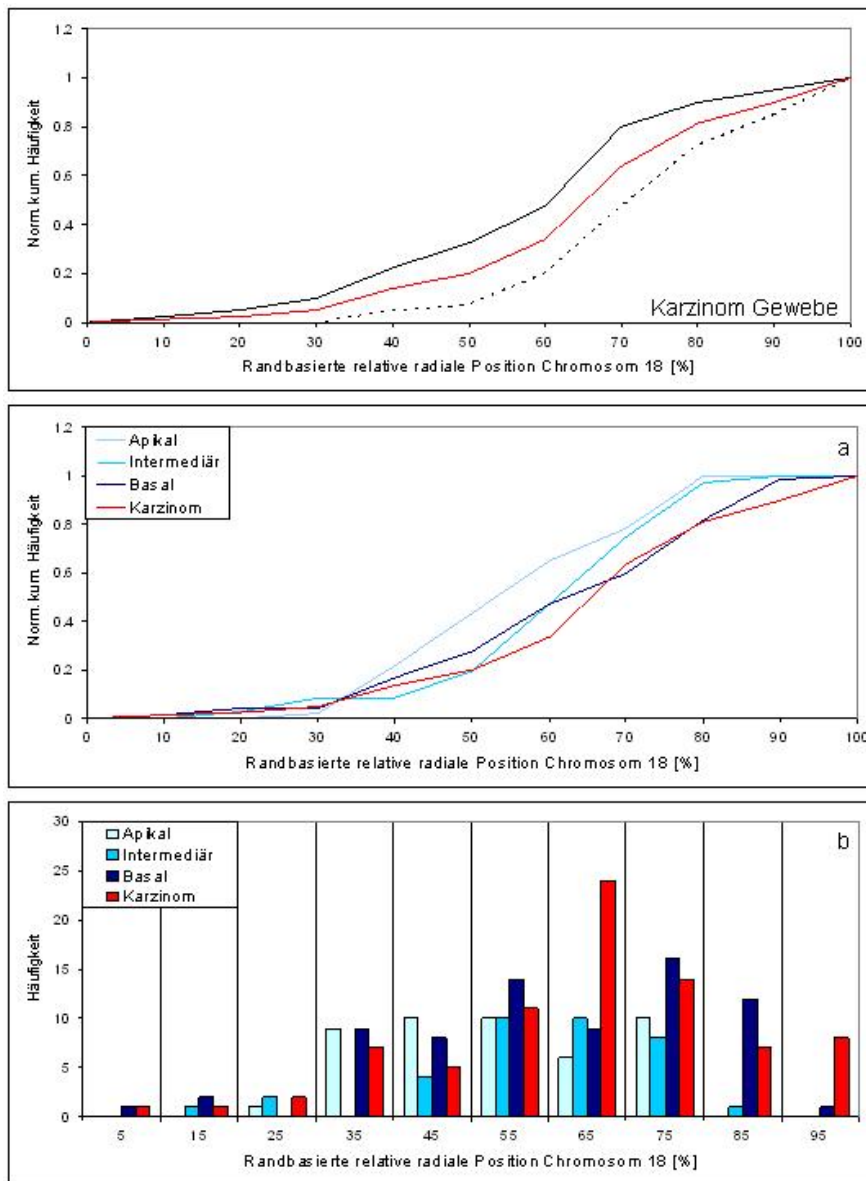 1.2
1
0.8
0.6
0.4
0.2
0
Norm. kum. Häufigkeit
Karzinom Gewebe
0 10 20 30 40 50 60 70 80 90 100
Randbasierte relative radiale Position Chromosom 18 [%]
1.2
1
0.8
0.6
0.4
0.2
0
Norm. kum. Häufigkeit
Apikal
Intermediär
Basal
Karzinom
a
0 10 20 30 40 50 60 70 80 90 100
Randbasierte relative radiale Position Chromosom 18 [%]
30
25
20
15
10
5
0
Häufigkeit
Apikal
Intermediär
Basal
Karzinom
b
5 15 25 35 45 55 65 75 85 95
Randbasierte relative radiale Position Chromosom 18 [%]